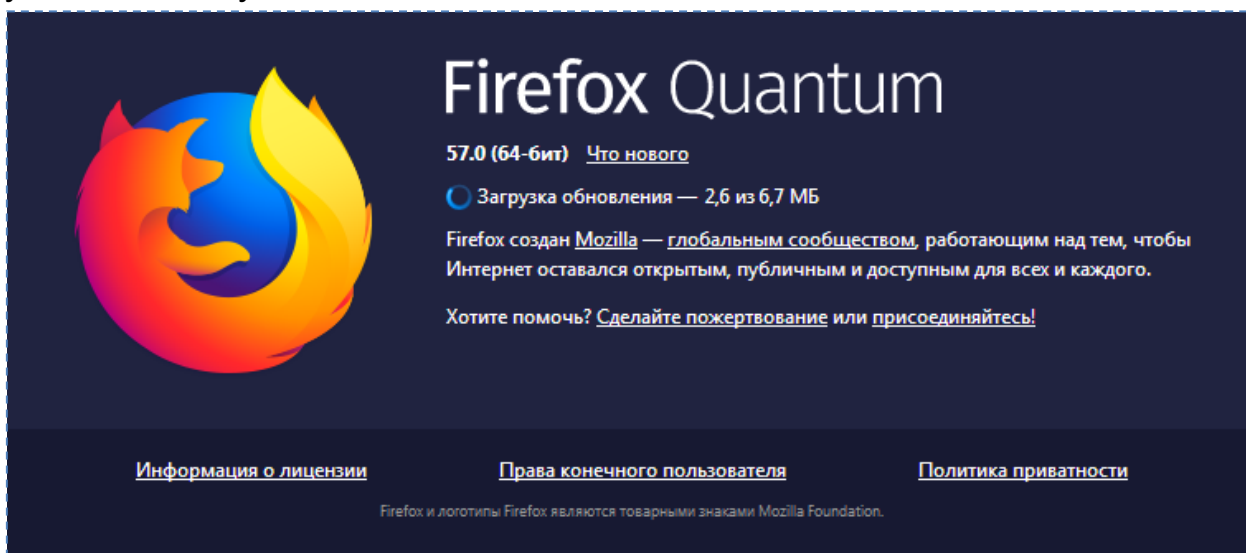 Firefox Quantum
57.0 (64-бит) Что нового
Загрузка обновления — 2,6 из 6,7 МБ
Firefox создан Mozilla — глобальным сообществом, работающим над тем, чтобы
Интернет оставался открытым, публичным и доступным для всех и каждого.
Хотите помочь? Сделайте пожертвование или присоединяйтесь!
Информация о лицензии Права конечного пользователя Политика приватности
Firefox и логотипы Firefox являются товарными знаками Mozilla Foundation.